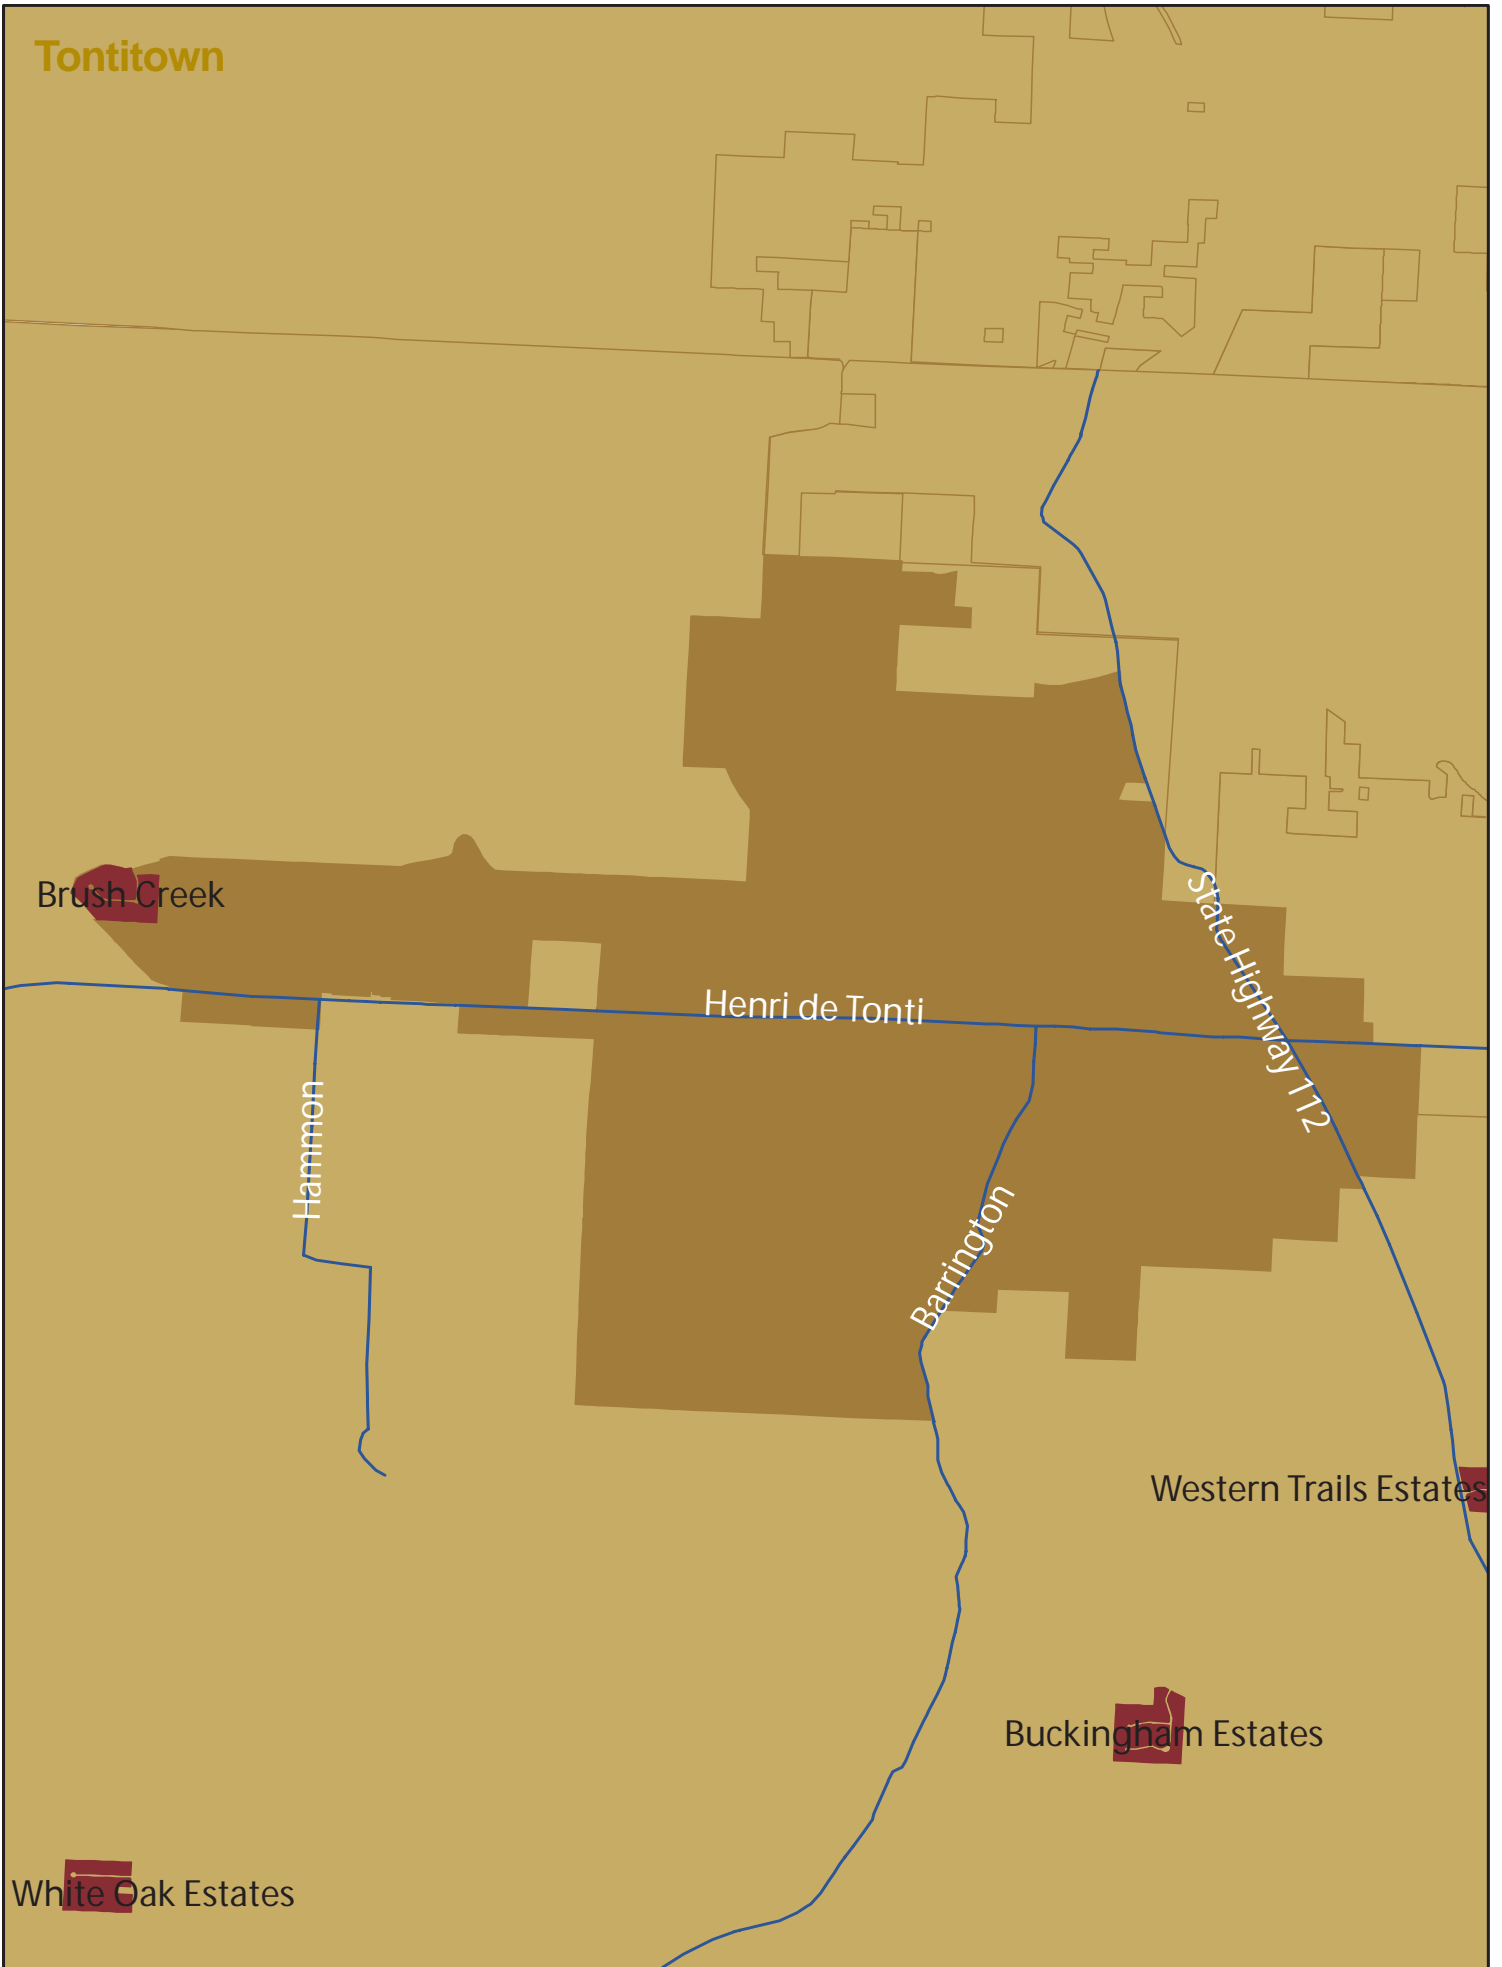 Tontitown
Brush Creek
State Highway 112
Henri de Tonti
Hammon
Barrington
Western Trails Estates
Buckingham Estates
White Oak Estates